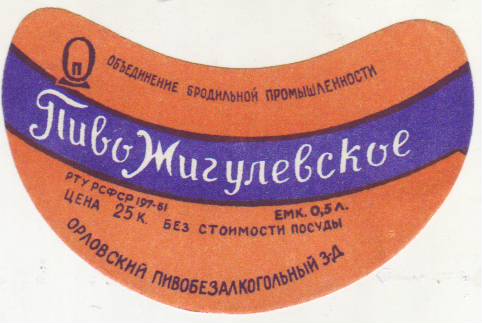 П
ОБЪЕДИНЕНИЕ БРОДИЛЬНОЙ ПРОМЫШЛЕННОСТИ
Пиво Жигулевское
РТУ РСФСР 197-61
ЕМК. 0,5 Л.
ЦЕНА 25 К. БЕЗ СТОИМОСТИ ПОСУДЫ
ОРЛОВСКИЙ ПИВОБЕЗАЛКОГОЛЬНЫЙ З-Д